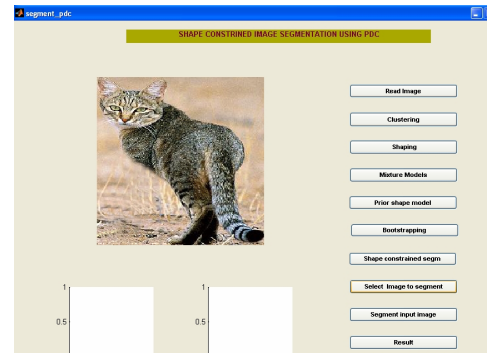 segment_pdc
SHAPE CONSTRINED IMAGE SEGMENTATION USING PDC
Read Image
Clustering
Shaping
Mixture Models
Prior shape model
Bootstrapping
Shape constrained segm
Select Image to segment
1
1
Segment input image
0.5
0.5
Result